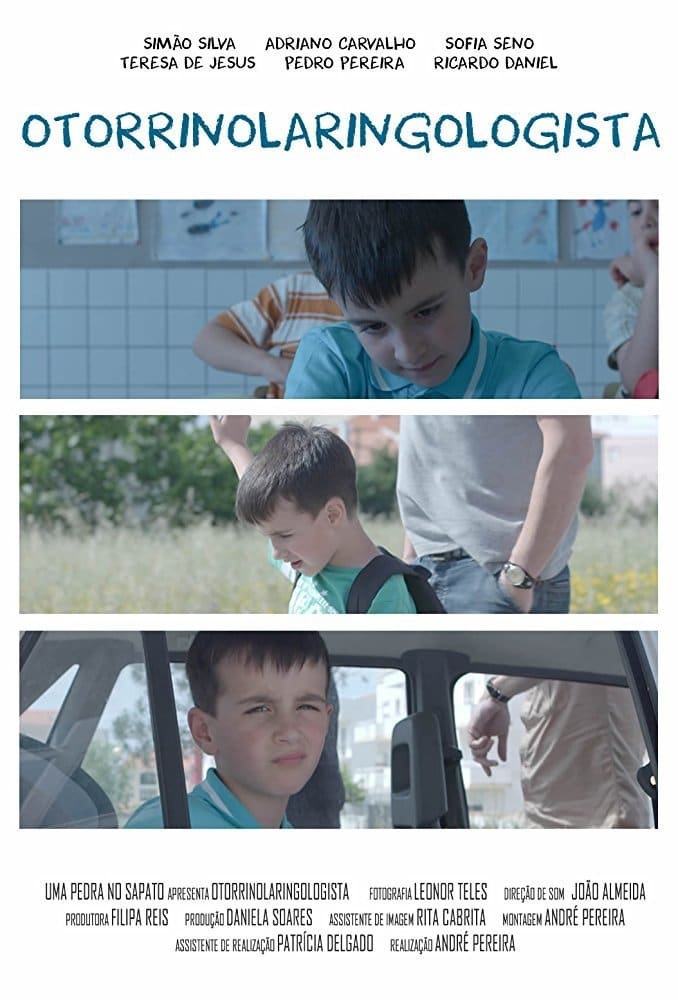 SIMÃO SILVA ADRIANO CARVALHO SOFIA SENO
TERESA DE JESUS PEDRO PEREIRA RICARDO DANIEL
OTORRINOLARINGOLOGISTA
UMA PEDRA NO SAPATO APRESENTA OTORRINOLARINGOLOGISTA FOTOGRAFIA LEONOR TELES DIREÇÃO DE SOM JOÃO ALMEIDA
PRODUTORA FILIPA REIS PRODUÇÃO DANIELA SOARES ASSISTENTE DE IMAGEM RITA CABRITA MONTAGEM ANDRÉ PEREIRA
ASSISTENTE DE REALIZAÇÃO PATRÍCIA DELGADO REALIZAÇÃO ANDRÉ PEREIRA